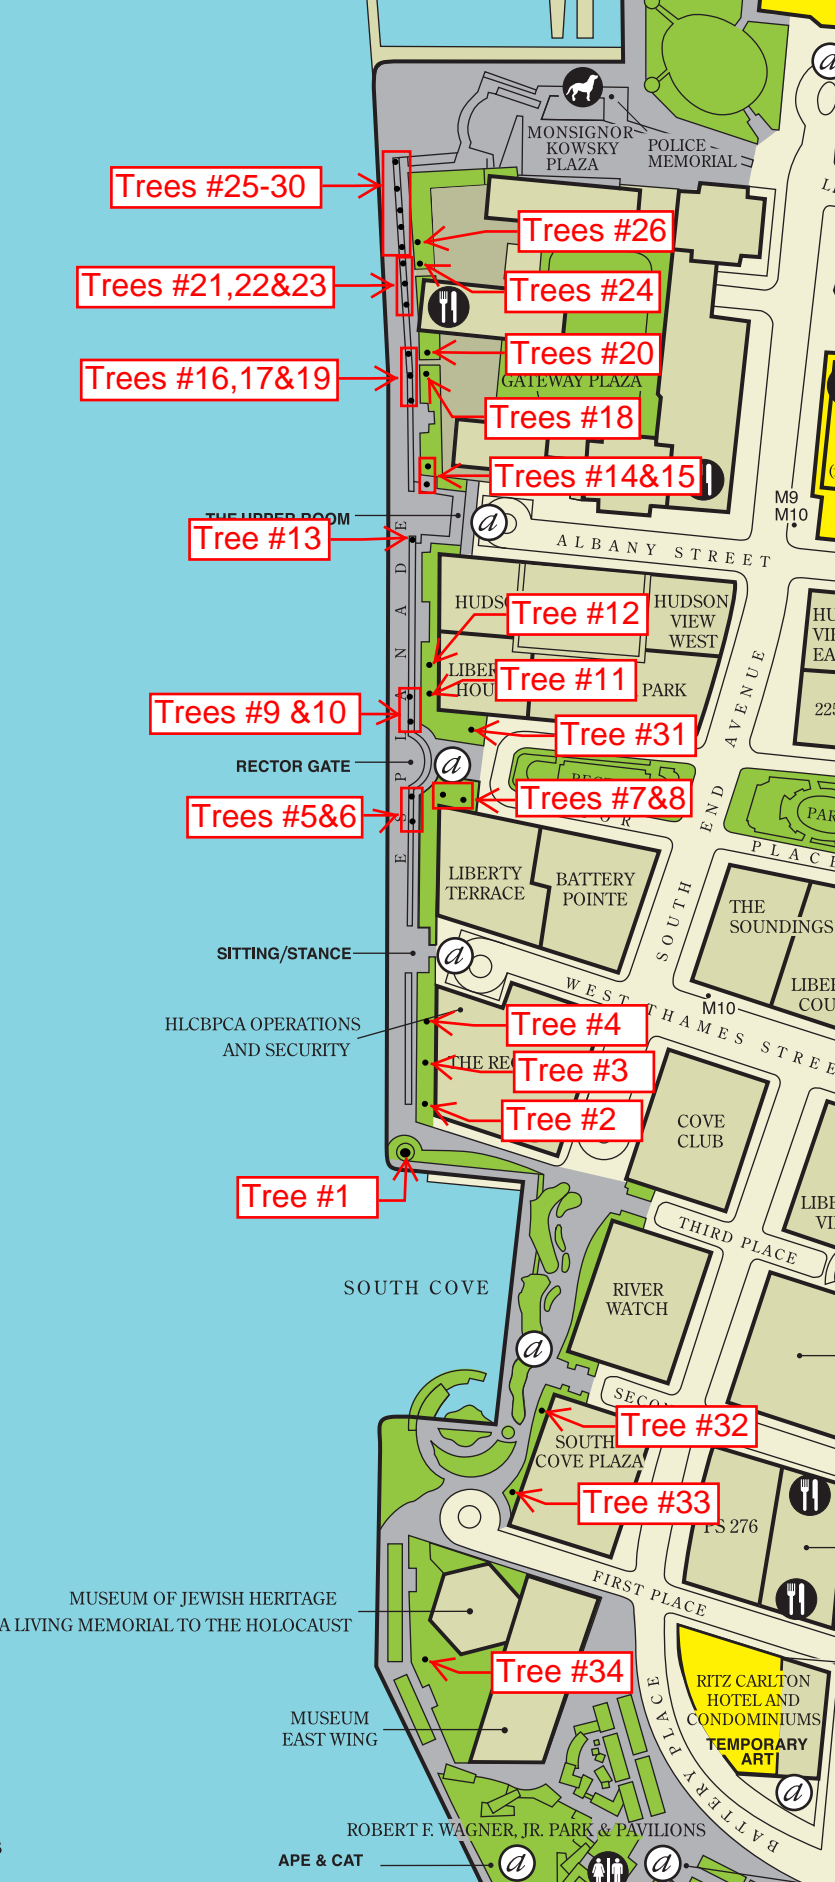 MONSIGNOR
KOWSKY
PLAZA
POLICE
MEMORIAL
Trees #25-30
Trees #26
Trees #21,22&23
Trees #24
Trees #20
Trees #16,17&19
GATEWAY PLAZA
Trees #18
Trees #14&15
M9
M10
THE UPPER ROOM
a
Tree #13
ALBANY STREET
ESPLANADE
HUDSON
VIEW
WEST
Tree #12
Tree #11
PARK
225
Trees #9 &10
Tree #31
RECTOR GATE
a
Trees #7&8
Trees #5&6
SOUTH END AVENUE
PLACE
LIBERTY
TERRACE
BATTERY
POINTE
THE
SOUNDINGS
SITTING/STANCE
a
WEST THAMES STREE
M10
HLCBPCA OPERATIONS
AND SECURITY
Tree #4
THE RE
Tree #3
Tree #2
COVE
CLUB
Tree #1
THIRD PLACE
SOUTH COVE
RIVER
WATCH
a
SECON
Tree #32
SOUTH
COVE PLAZA
Tree #33
PS 276
FIRST PLACE
MUSEUM OF JEWISH HERITAGE
A LIVING MEMORIAL TO THE HOLOCAUST
Tree #34
RITZ CARLTON
HOTEL AND
CONDOMINIUMS
TEMPORARY
ART
a
MUSEUM
EAST WING
BATTERY PLACE
BATTERY
ROBERT F. WAGNER, JR. PARK & PAVILIONS
APE & CAT
a
a